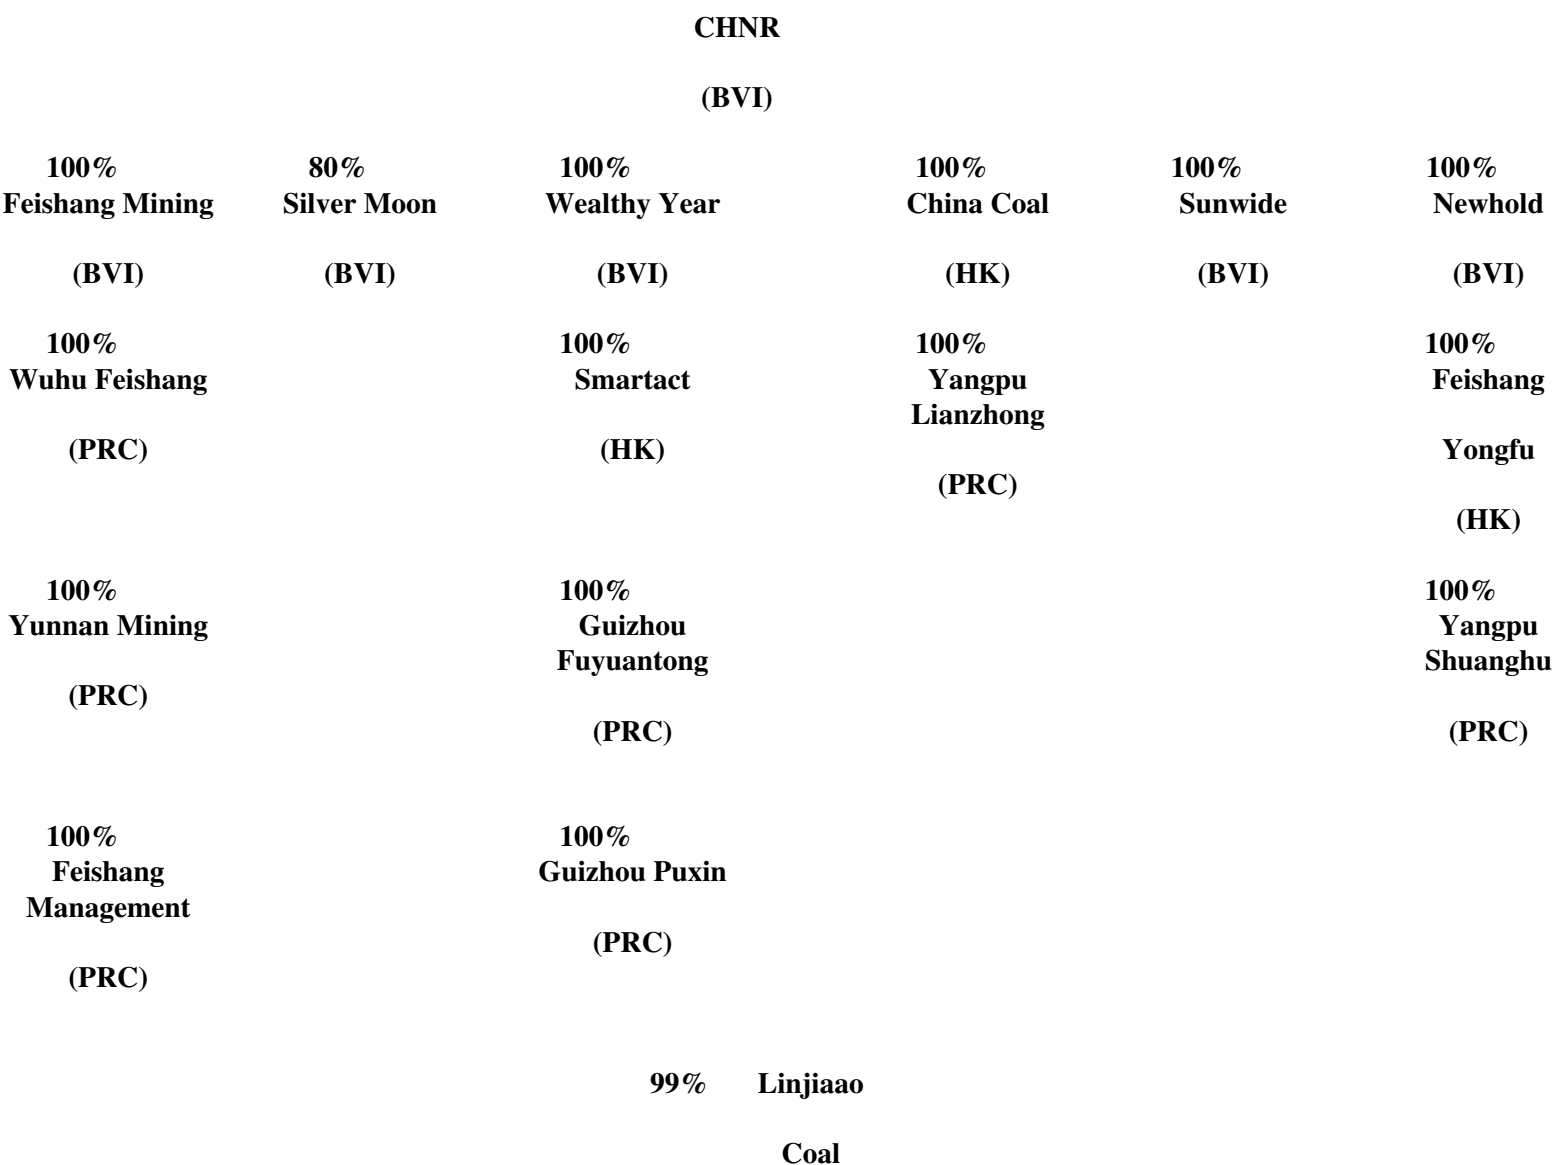 CHNR
(BVI)
100% 80% 100% 100% 100% 100%
Feishang Mining Silver Moon Wealthy Year China Coal Sunwide Newhold
(BVI) (BVI) (BVI) (HK) (BVI) (BVI)
100% 100% 100% 100%
Wuhu Feishang Smartact Yangpu Feishang
Lianzhong
(PRC) (HK) Yongfu
(PRC)
(HK)
100% 100% 100%
Yunnan Mining Guizhou Yangpu
Fuyuantong Shuanghu
(PRC)
(PRC) (PRC)
100% 100%
Feishang Guizhou Puxin
Management
(PRC)
(PRC)
99% Linjiaao
Coal